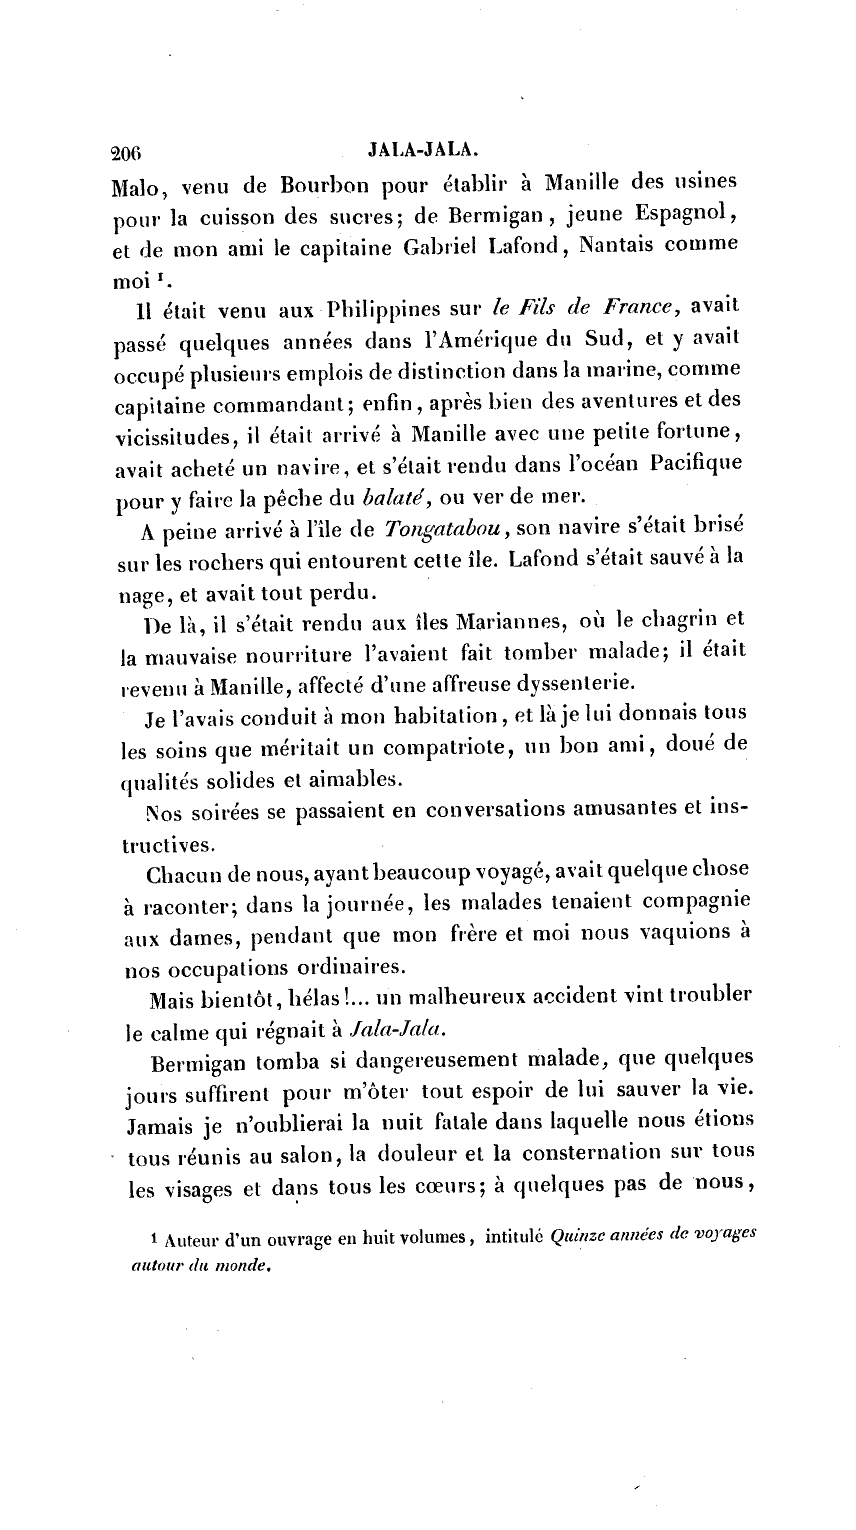 206 JALA-JALA.
Malo, venu de Bourbon pour établir à Manille des usines
pour la cuisson des sucres; de Bermigan, jeune Espagnol,
et de mon ami le capitaine Gabriel Lafond, Nantais comme
moi ¹.
Il était venu aux Philippines sur le Fils de France, avait
passé quelques années dans l'Amérique du Sud, et y avait
occupé plusieurs emplois de distinction dans la marine, comme
capitaine commandant; enfin, après bien des aventures et des
vicissitudes, il était arrivé à Manille avec une petite fortune,
avait acheté un navire, et s'était rendu dans l'océan Pacifique
pour y faire la pêche du balaté, ou ver de mer.
A peine arrivé à l'île de Tongatabou, son navire s'était brisé
sur les rochers qui entourent cette île. Lafond s'était sauvé à la
nage, et avait tout perdu.
De là, il s'était rendu aux îles Mariannes, où le chagrin et
la mauvaise nourriture l'avaient fait tomber malade; il était
revenu à Manille, affecté d'une affreuse dyssenterie.
Je l'avais conduit à mon habitation, et là je lui donnais tous
les soins que méritait un compatriote, un bon ami, doué de
qualités solides et aimables.
Nos soirées se passaient en conversations amusantes et ins-
tructives.
Chacun de nous, ayant beaucoup voyagé, avait quelque chose
à raconter; dans la journée, les malades tenaient compagnie
aux dames, pendant que mon frère et moi nous vaquions à
nos occupations ordinaires.
Mais bientôt, hélas!... un malheureux accident vint troubler
le calme qui régnait à Jala-Jala.
Bermigan tomba si dangereusement malade, que quelques
jours suffirent pour m'ôter tout espoir de lui sauver la vie.
Jamais je n'oublierai la nuit fatale dans laquelle nous étions
tous réunis au salon, la douleur et la consternation sur tous
les visages et dans tous les cœurs; à quelques pas de nous,
¹ Auteur d'un ouvrage en huit volumes, intitulé Quinze années de voyages
autour du monde.